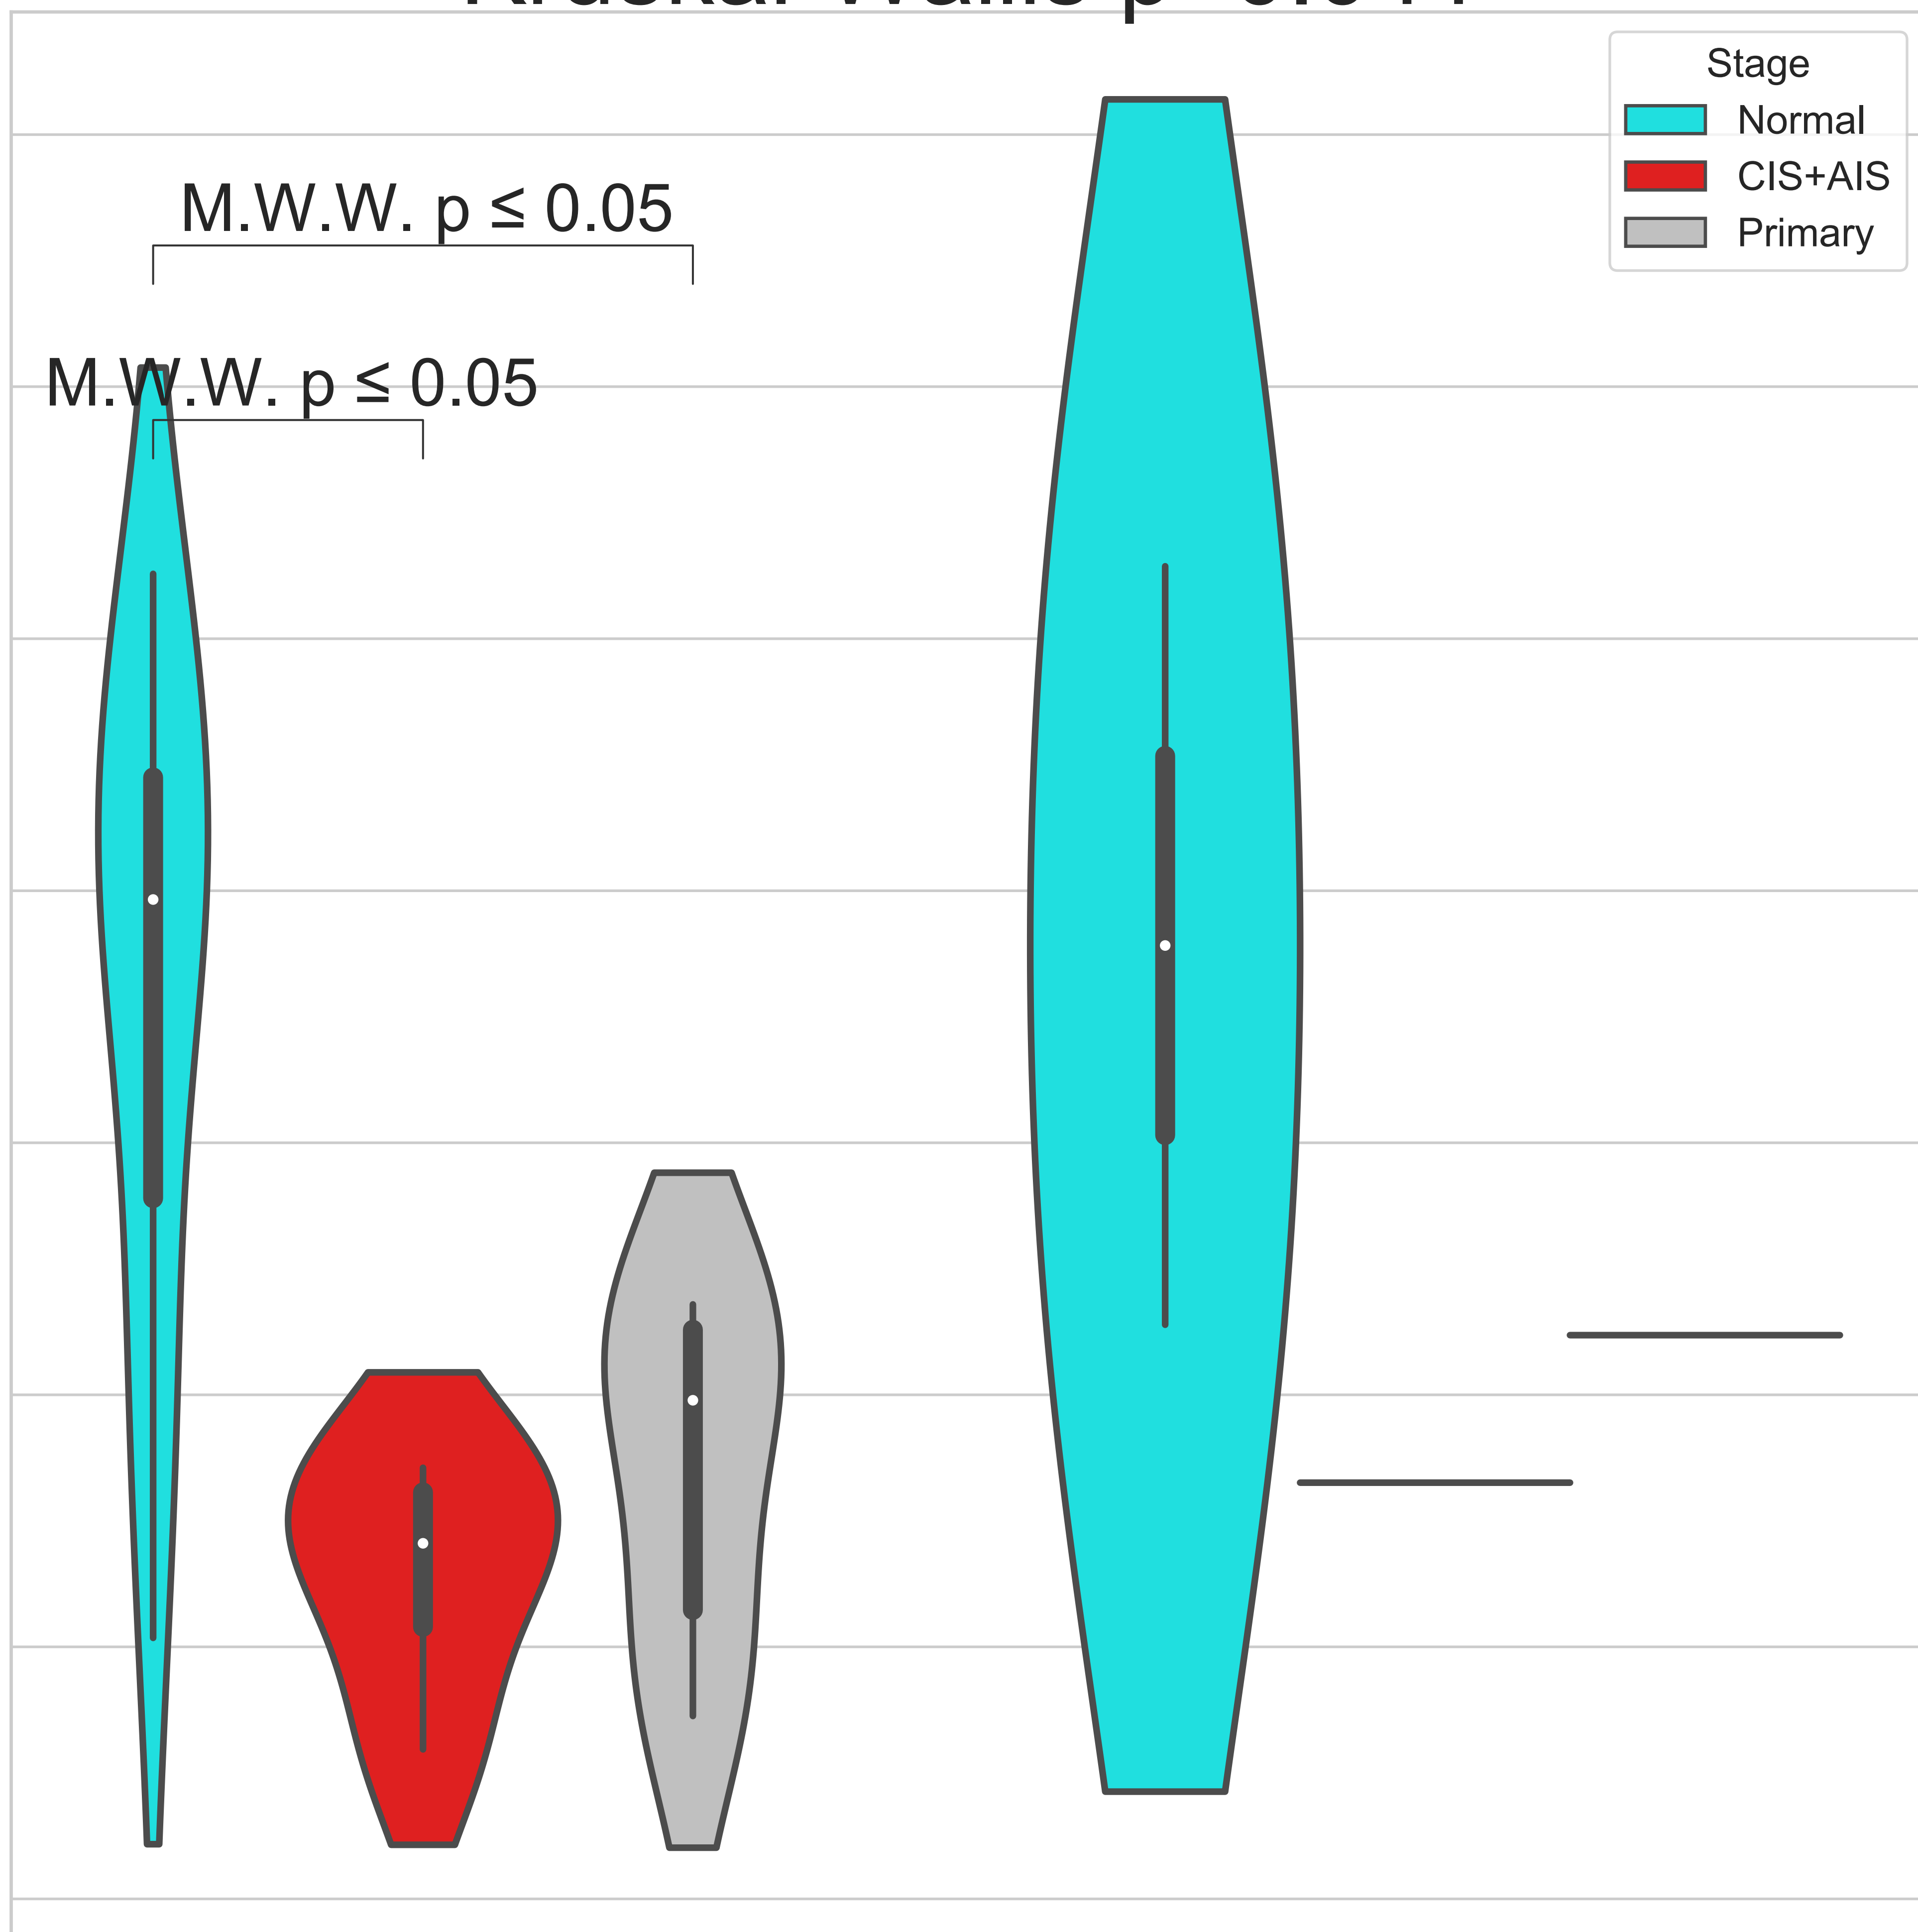 Stage
Normal
CIS+AIS
Primary
M.W.W. p ≤ 0.05
M.W.W. p ≤ 0.05